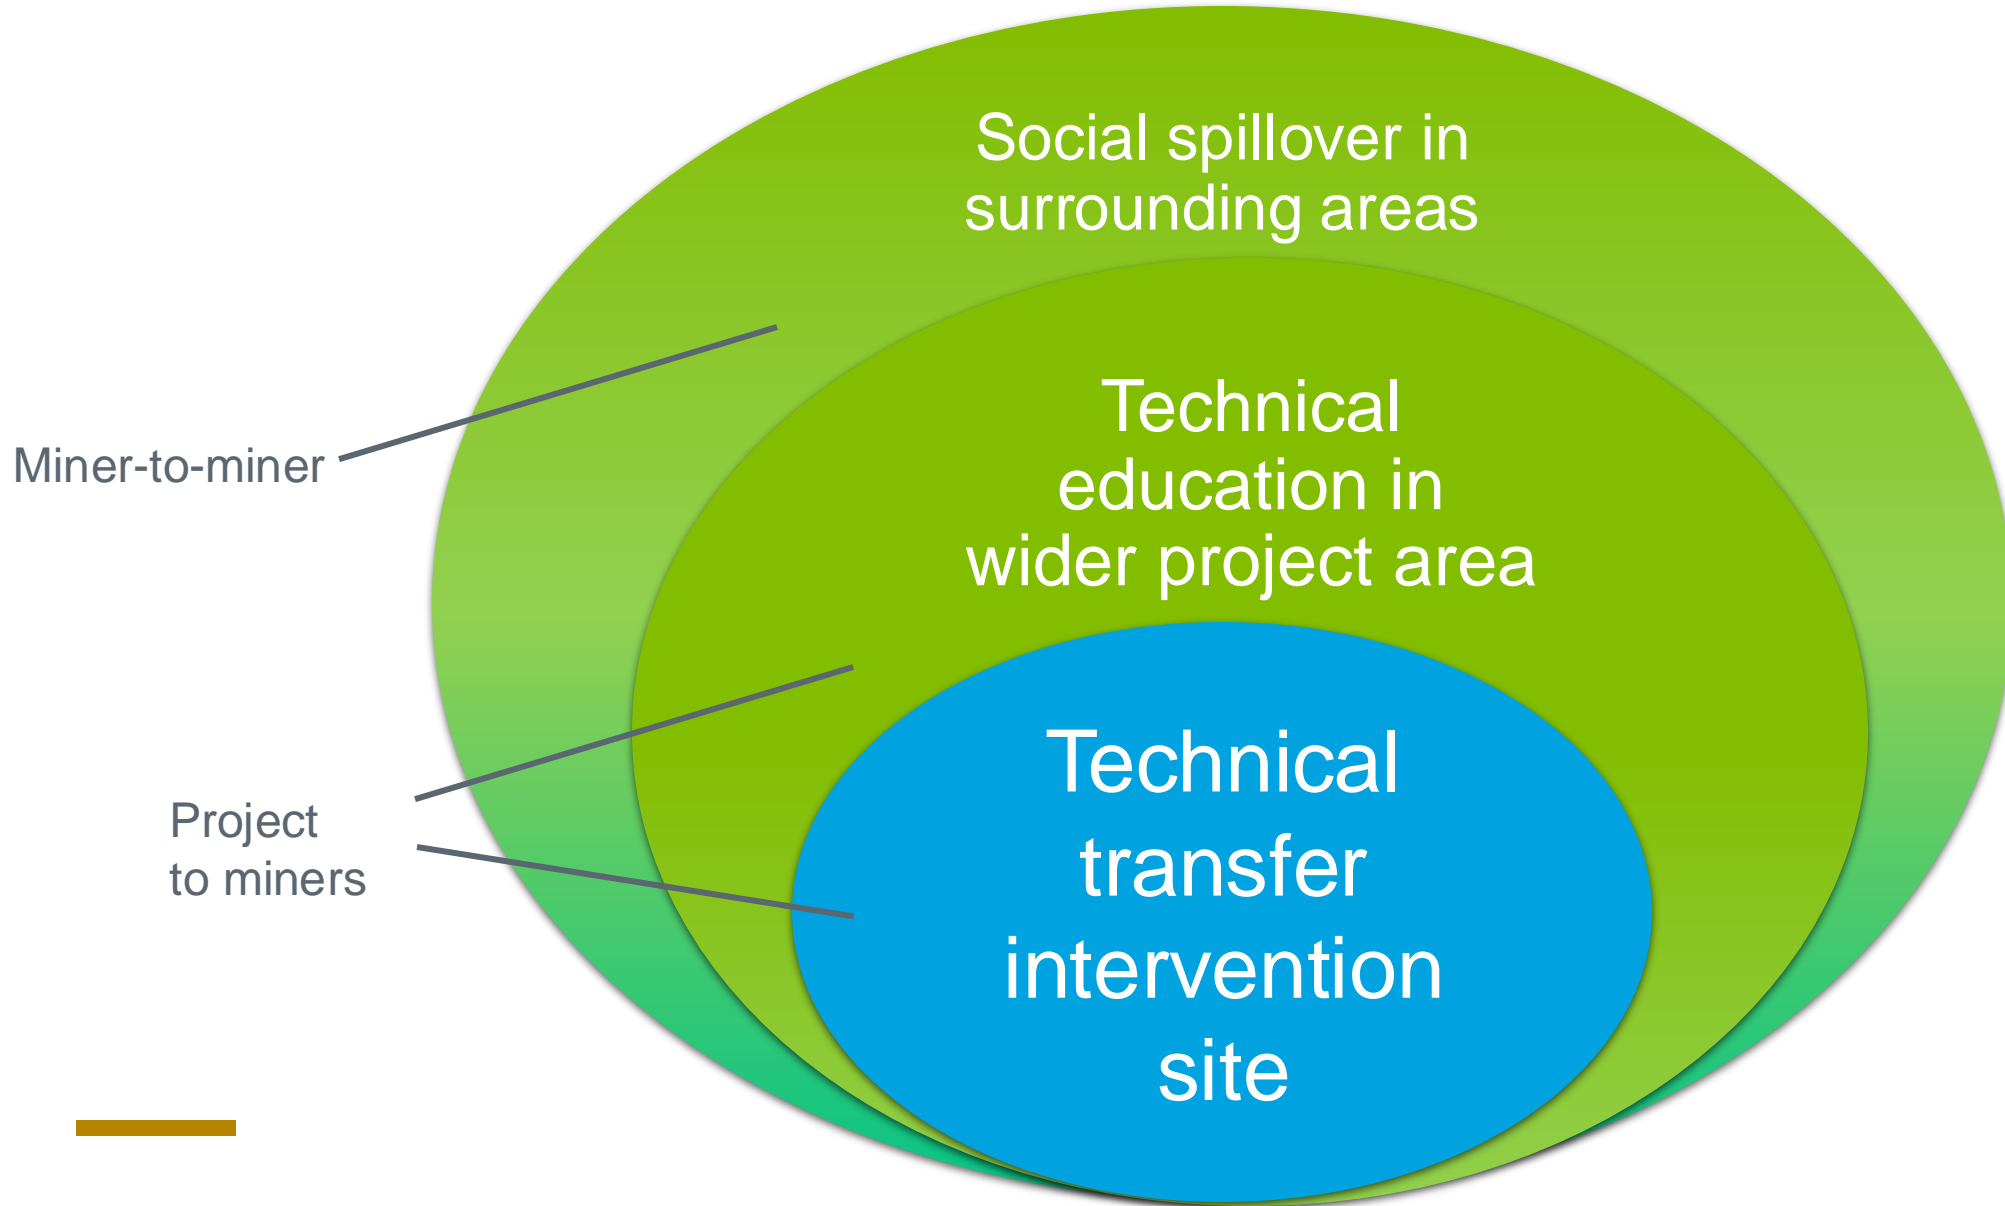 Social spillover in
surrounding areas
Technical
education in
wider project area
Miner-to-miner
Technical
transfer
intervention
site
Project
to miners